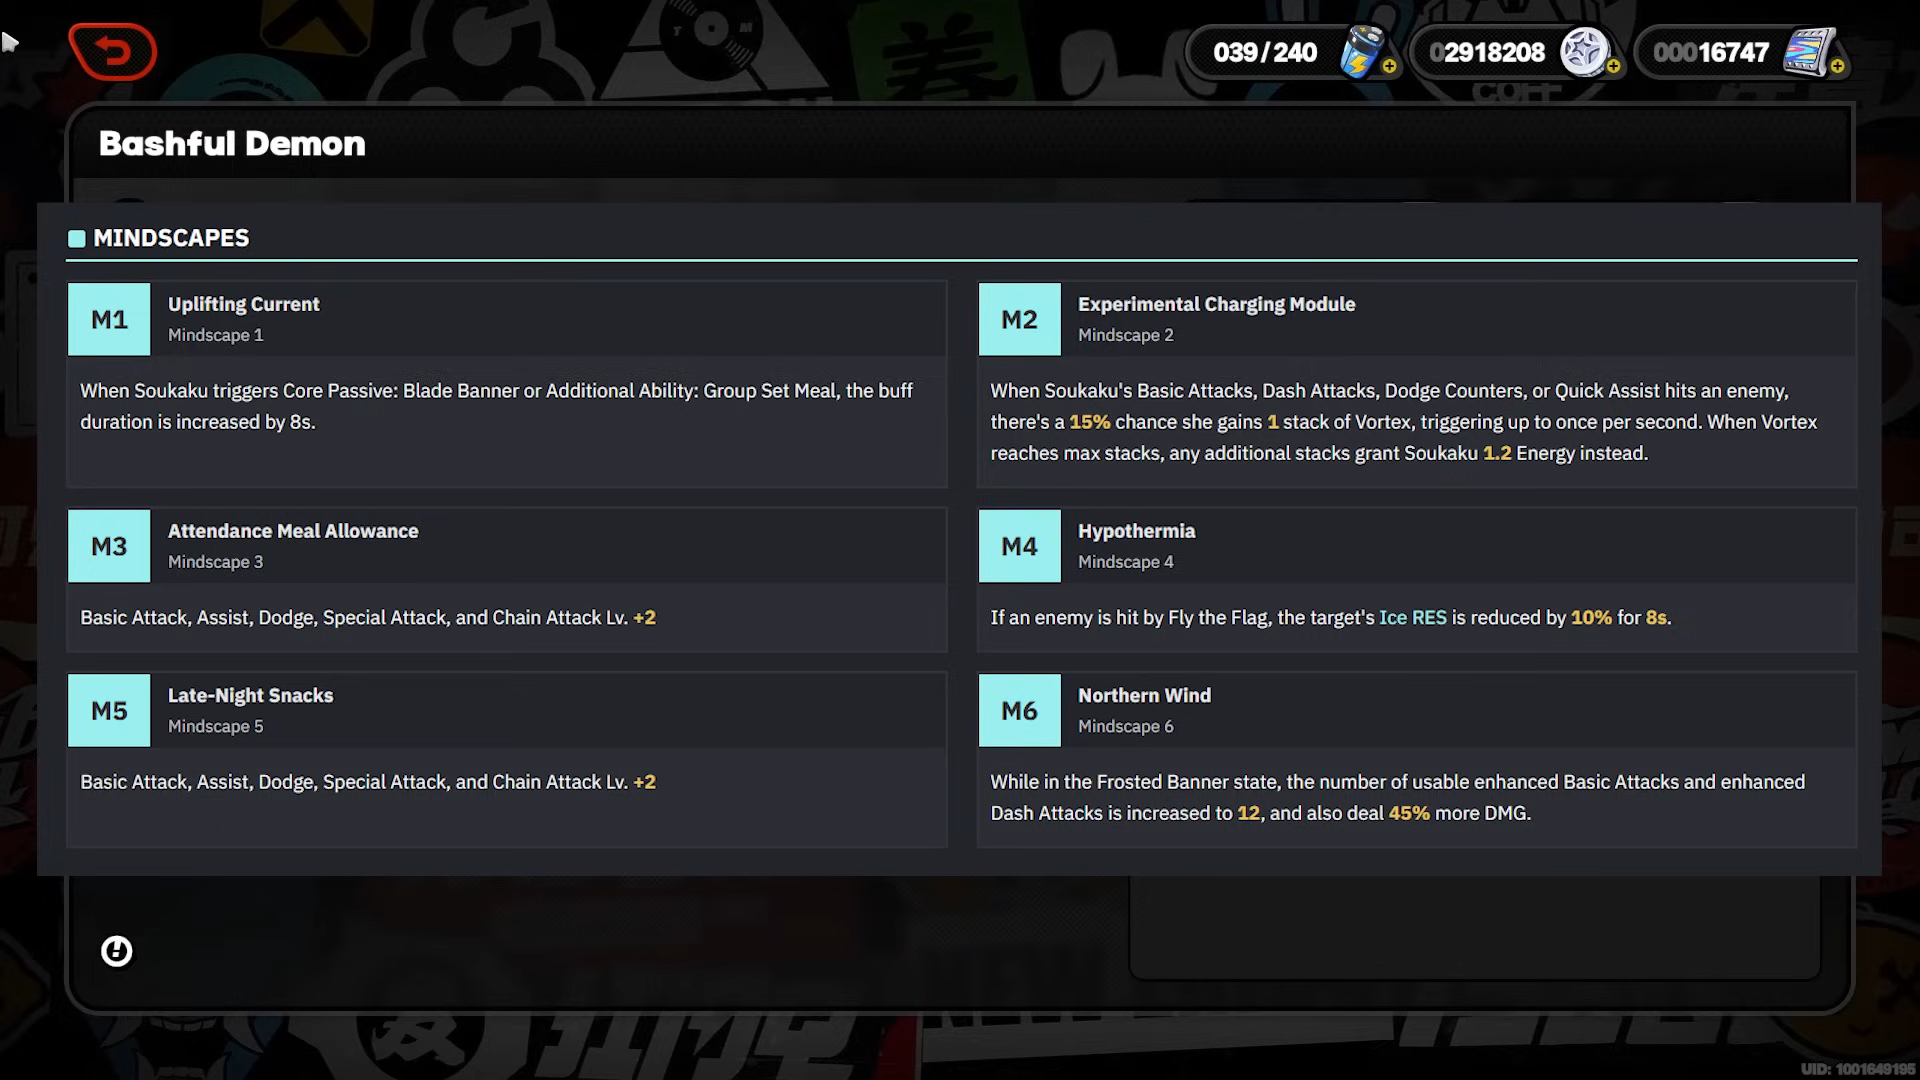 039/240
02918208
00016747
Bashful Demon
MINDSCAPES
M1
Uplifting Current
Mindscape 1
When Soukaku triggers Core Passive: Blade Banner or Additional Ability: Group Set Meal, the buff
duration is increased by 8s.
M2
Experimental Charging Module
Mindscape 2
When Soukaku's Basic Attacks, Dash Attacks, Dodge Counters, or Quick Assist hits an enemy,
there's a 15% chance she gains 1 stack of Vortex, triggering up to once per second. When Vortex
reaches max stacks, any additional stacks grant Soukaku 1.2 Energy instead.
M3
Attendance Meal Allowance
Mindscape 3
Basic Attack, Assist, Dodge, Special Attack, and Chain Attack Lv. +2
M4
Hypothermia
Mindscape 4
If an enemy is hit by Fly the Flag, the target's Ice RES is reduced by 10% for 8s.
M5
Late-Night Snacks
Mindscape 5
Basic Attack, Assist, Dodge, Special Attack, and Chain Attack Lv. +2
M6
Northern Wind
Mindscape 6
While in the Frosted Banner state, the number of usable enhanced Basic Attacks and enhanced
Dash Attacks is increased to 12, and also deal 45% more DMG.
UID: 1001649195